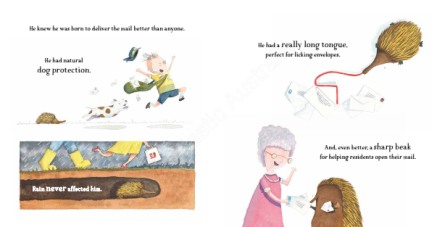 He knew he was born to deliver the mail better than anyone.
He had natural
dog protection.
Rain never affected him.
He had a really long tongue,
perfect for licking envelopes.
And, even better, a sharp beak
for helping residents open their mail.